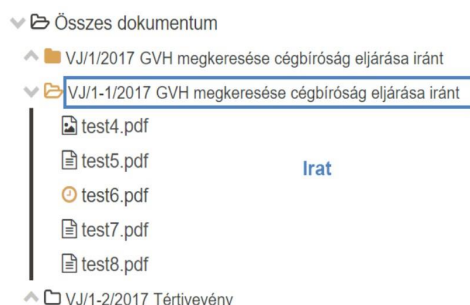 Összes dokumentum
VJ/1/2017 GVH megkeresése cégbíróság eljárása iránt
VJ/1-1/2017 GVH megkeresése cégbíróság eljárása iránt
test4.pdf
test5.pdf
Irat
test6.pdf
test7.pdf
test8.pdf
VJ/1-2/2017 Tértivevény